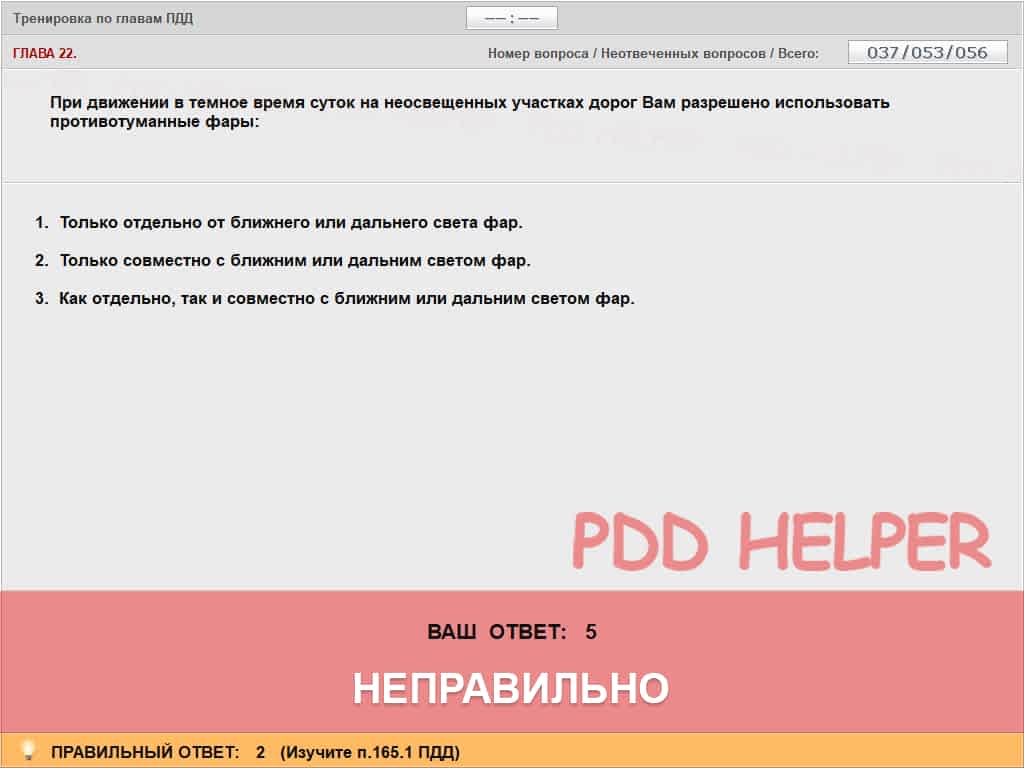 Тренировка по главам ПДД
—— : ——
ГЛАВА 22.
Номер вопроса / Неотвеченных вопросов / Всего: 037/053/056
При движении в темное время суток на неосвещенных участках дорог Вам разрешено использовать
противотуманные фары:
1. Только отдельно от ближнего или дальнего света фар.
2. Только совместно с ближним или дальним светом фар.
3. Как отдельно, так и совместно с ближним или дальним светом фар.
PDD HELPER
ВАШ ОТВЕТ: 5
НЕПРАВИЛЬНО
ПРАВИЛЬНЫЙ ОТВЕТ: 2 (Изучите п.165.1 ПДД)